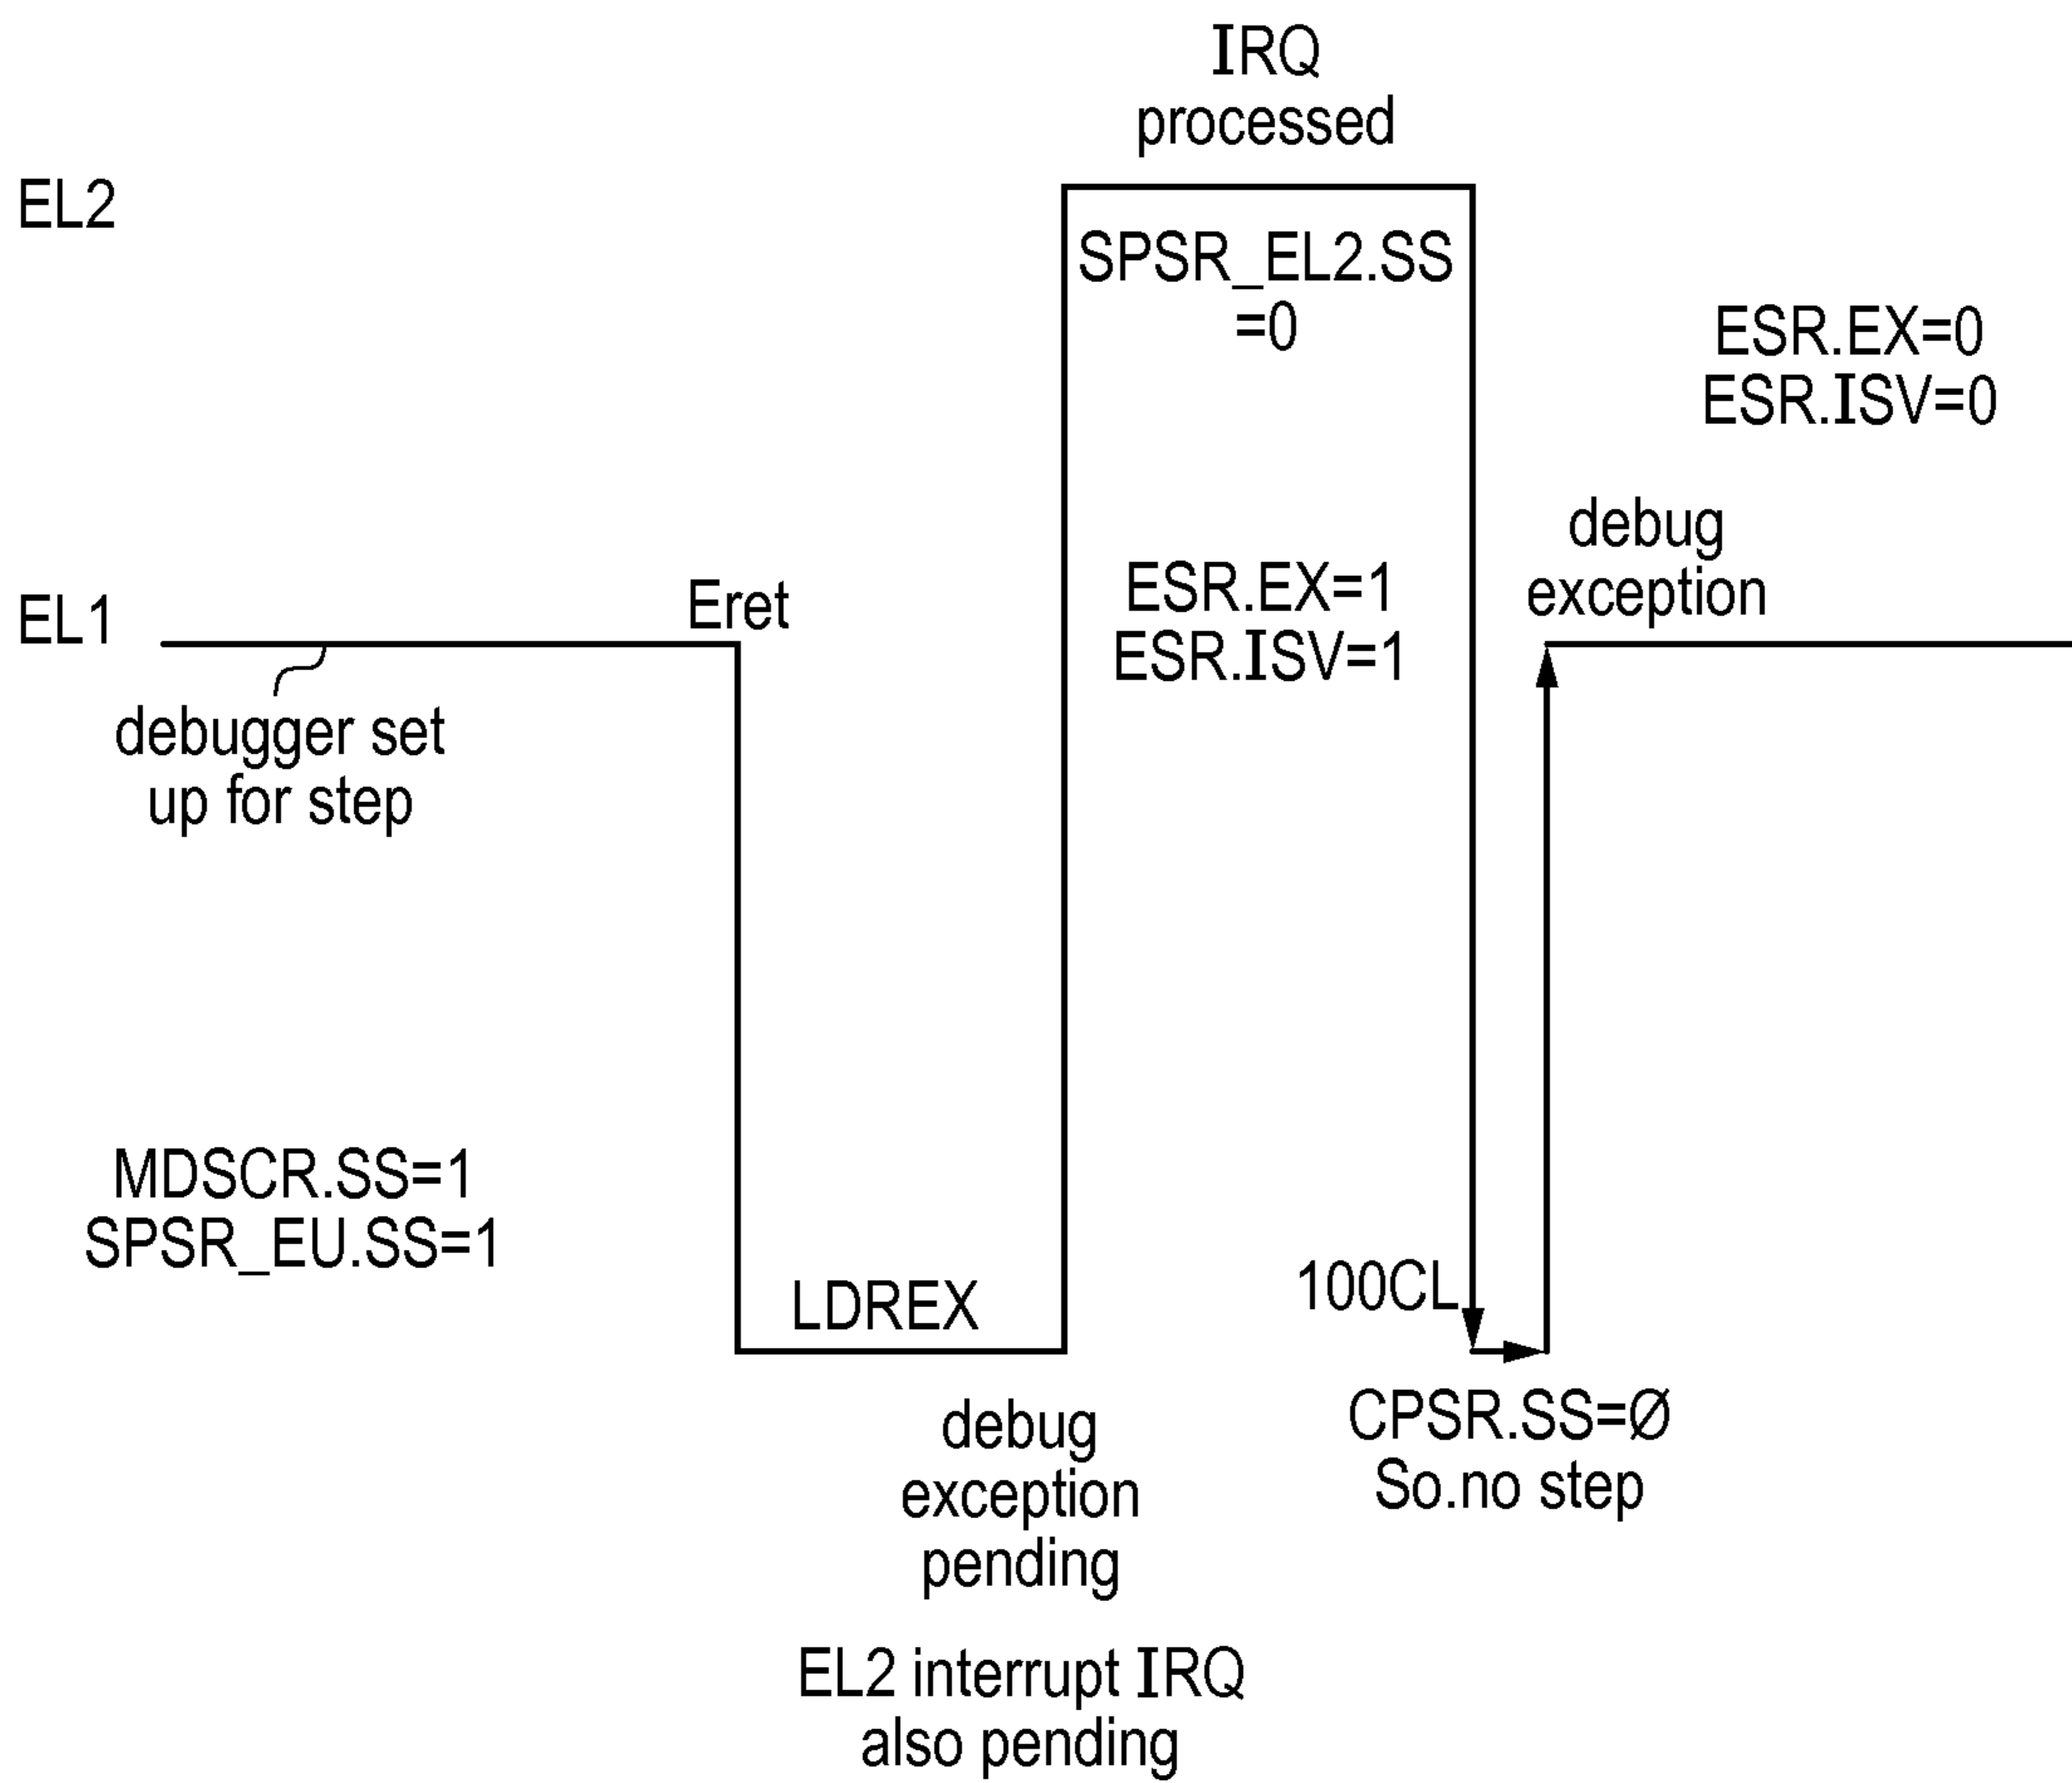 IRQ
processed
EL2
SPSR_EL2.SS
=0
ESR.EX=0
ESR.ISV=0
debug
exception
EL1
Eret
ESR.EX=1
ESR.ISV=1
debugger set
up for step
MDSCR.SS=1
SPSR_EU.SS=1
LDREX
100CL
debug
exception
pending
CPSR.SS=Ø
So.no step
EL2 interrupt IRQ
also pending